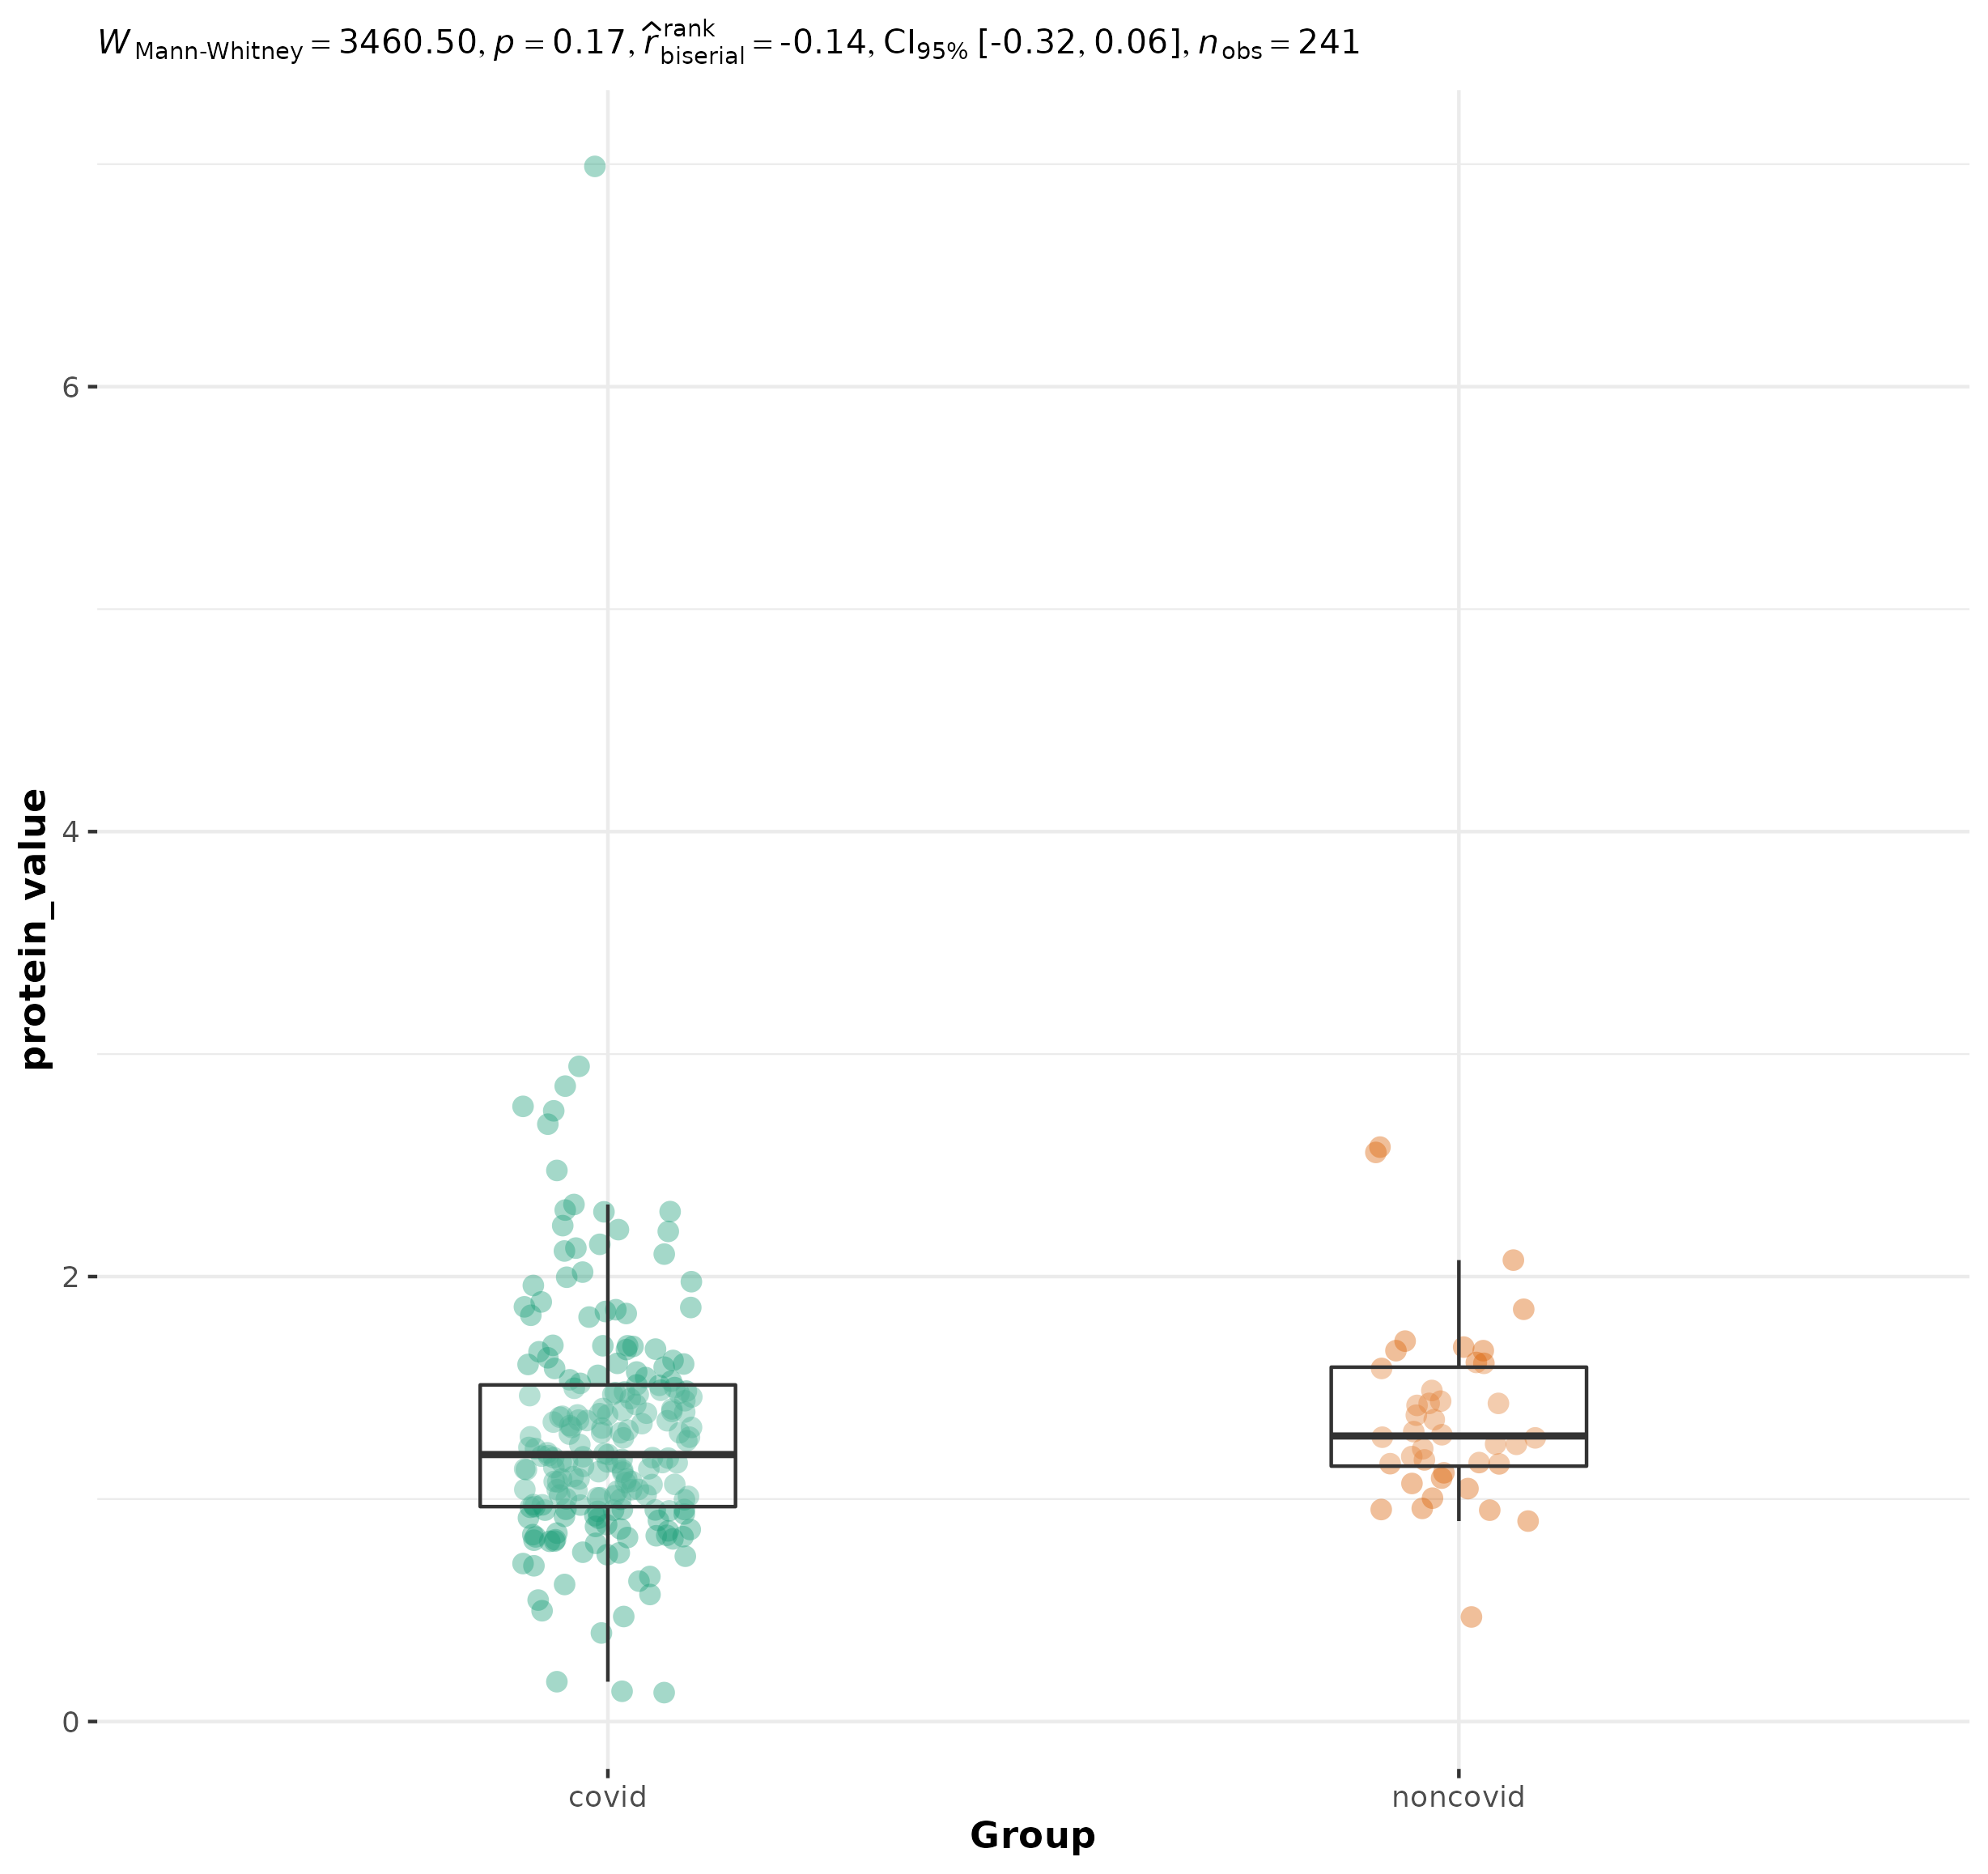 W Mann-Whitney = 3460.50, p = 0.17, r̂ rank biserial = -0.14, CI95% [-0.32, 0.06], n obs = 241
protein_value
6
4
2
0
covid noncovid
Group